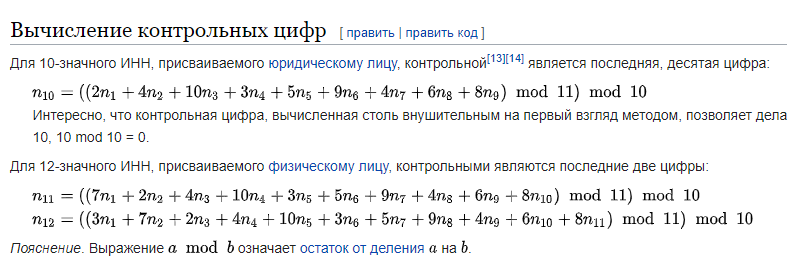 Вычисление контрольных цифр [ править | править код ]
Для 10-значного ИНН, присваиваемого юридическому лицу, контрольной[13][14] является последняя, десятая цифра:
n₁₀ = ((2n₁ + 4n₂ + 10n₃ + 3n₄ + 5n₅ + 9n₆ + 4n₇ + 6n₈ + 8n₉) mod 11) mod 10
Интересно, что контрольная цифра, вычисленная столь внушительным на первый взгляд методом, позволяет дела
10, 10 mod 10 = 0.
Для 12-значного ИНН, присваиваемого физическому лицу, контрольными являются последние две цифры:
n₁₁ = ((7n₁ + 2n₂ + 4n₃ + 10n₄ + 3n₅ + 5n₆ + 9n₇ + 4n₈ + 6n₉ + 8n₁₀) mod 11) mod 10
n₁₂ = ((3n₁ + 7n₂ + 2n₃ + 4n₄ + 10n₅ + 3n₆ + 5n₇ + 9n₈ + 4n₉ + 6n₁₀ + 8n₁₁) mod 11) mod 10
Пояснение. Выражение a mod b означает остаток от деления a на b.